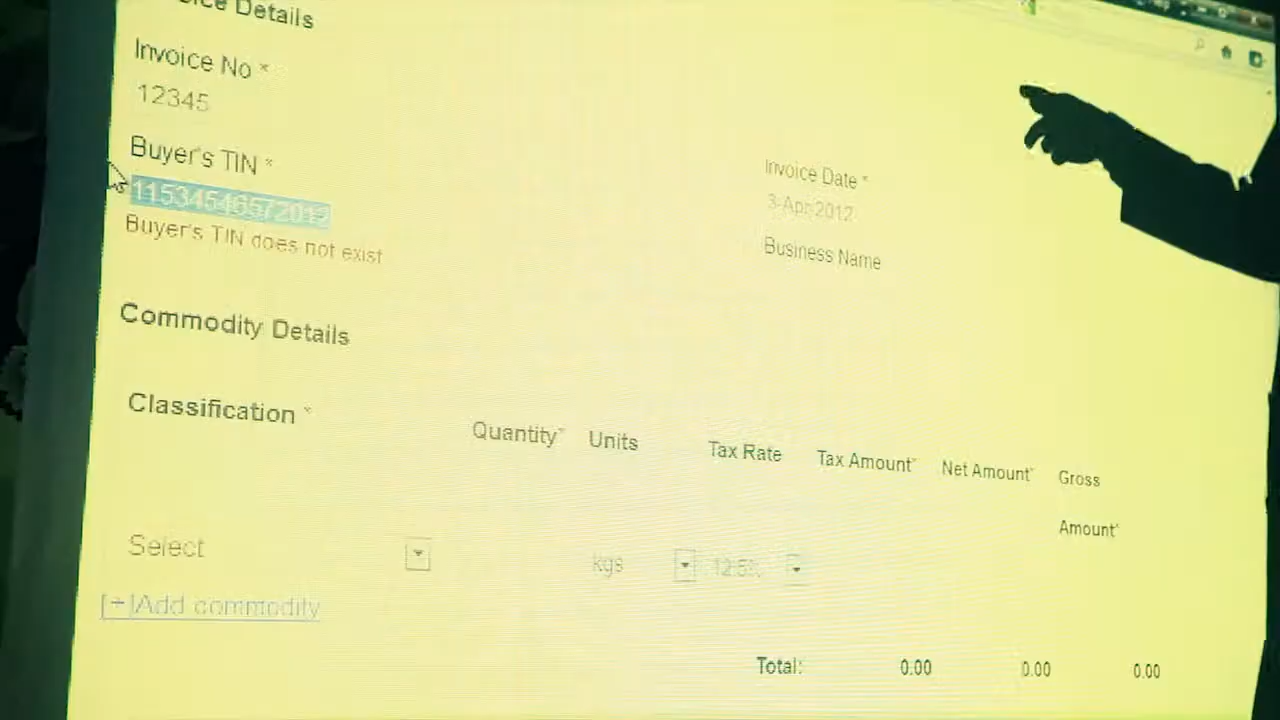 Details
Invoice No *
12345
Buyer's TIN *
Invoice Date *
3-Apr-2012
Buyer's TIN does not exist
Business Name
Commodity Details
Classification *
Quantity* Units Tax Rate Tax Amount* Net Amount* Gross
Amount*
Select kgs 12.5%
[+]Add commodity
Total: 0.00 0.00 0.00